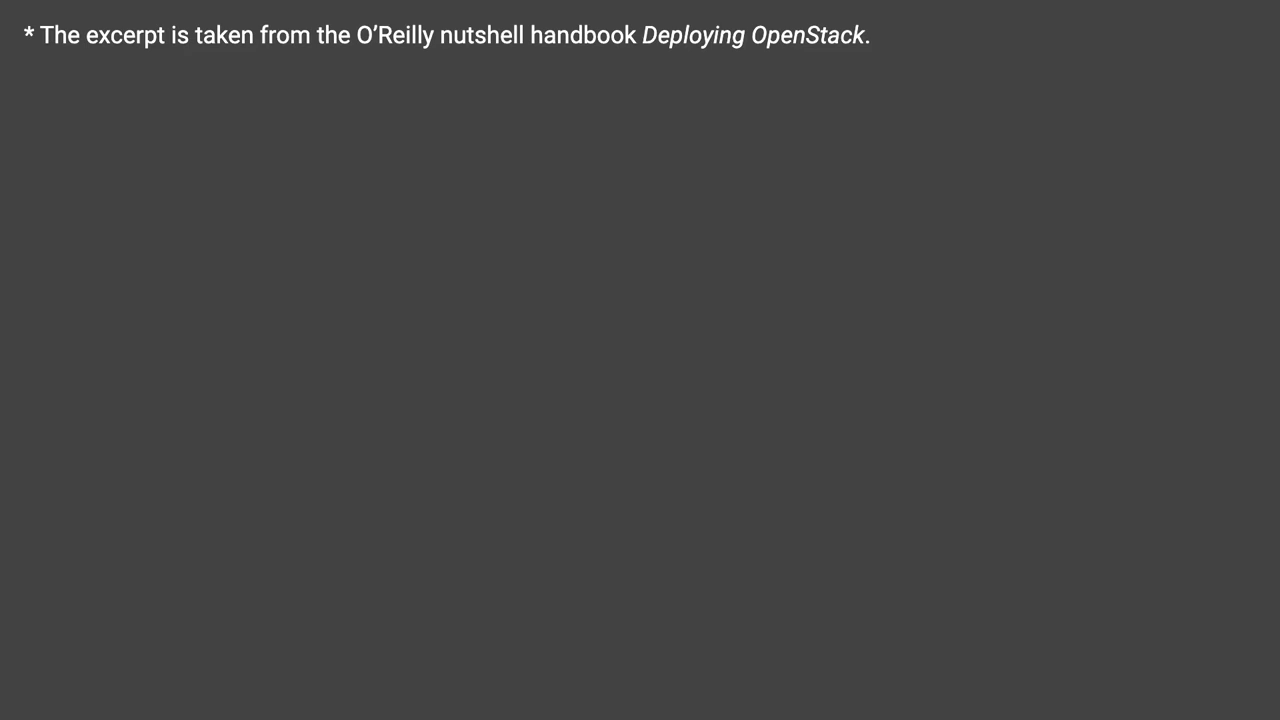 * The excerpt is taken from the O’Reilly nutshell handbook Deploying OpenStack.